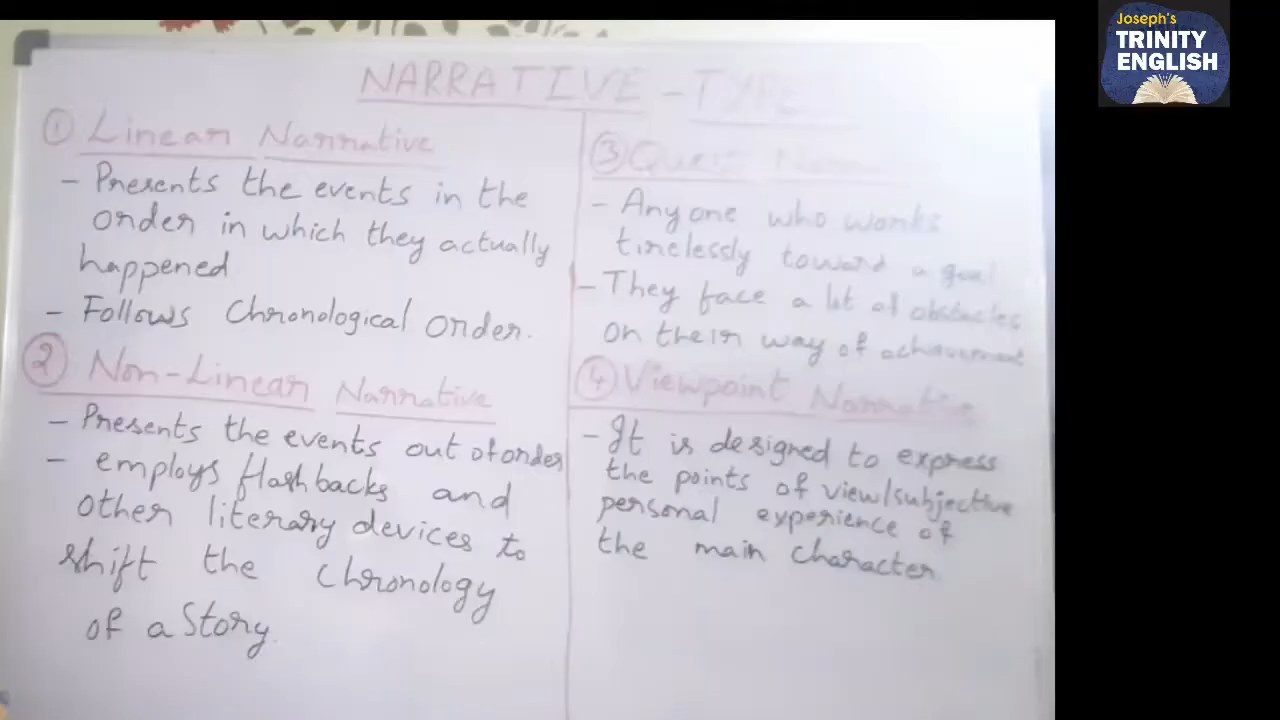 NARRATIVE - TYPES
① Linear Narrative
- Presents the events in the
order in which they actually
happened
- Follows Chronological order.
② Non-Linear Narrative
- Presents the events out of order
- employs flashbacks and
other literary devices to
shift the chronology
of a Story.
③ Quest
- Anyone who works
tirelessly toward a goal
- They face a lot of obstacles
on their way of achievement
④ Viewpoint Narrative
- It is designed to express
the points of view/subjective
personal experience of
the main character
Joseph's
TRINITY
ENGLISH